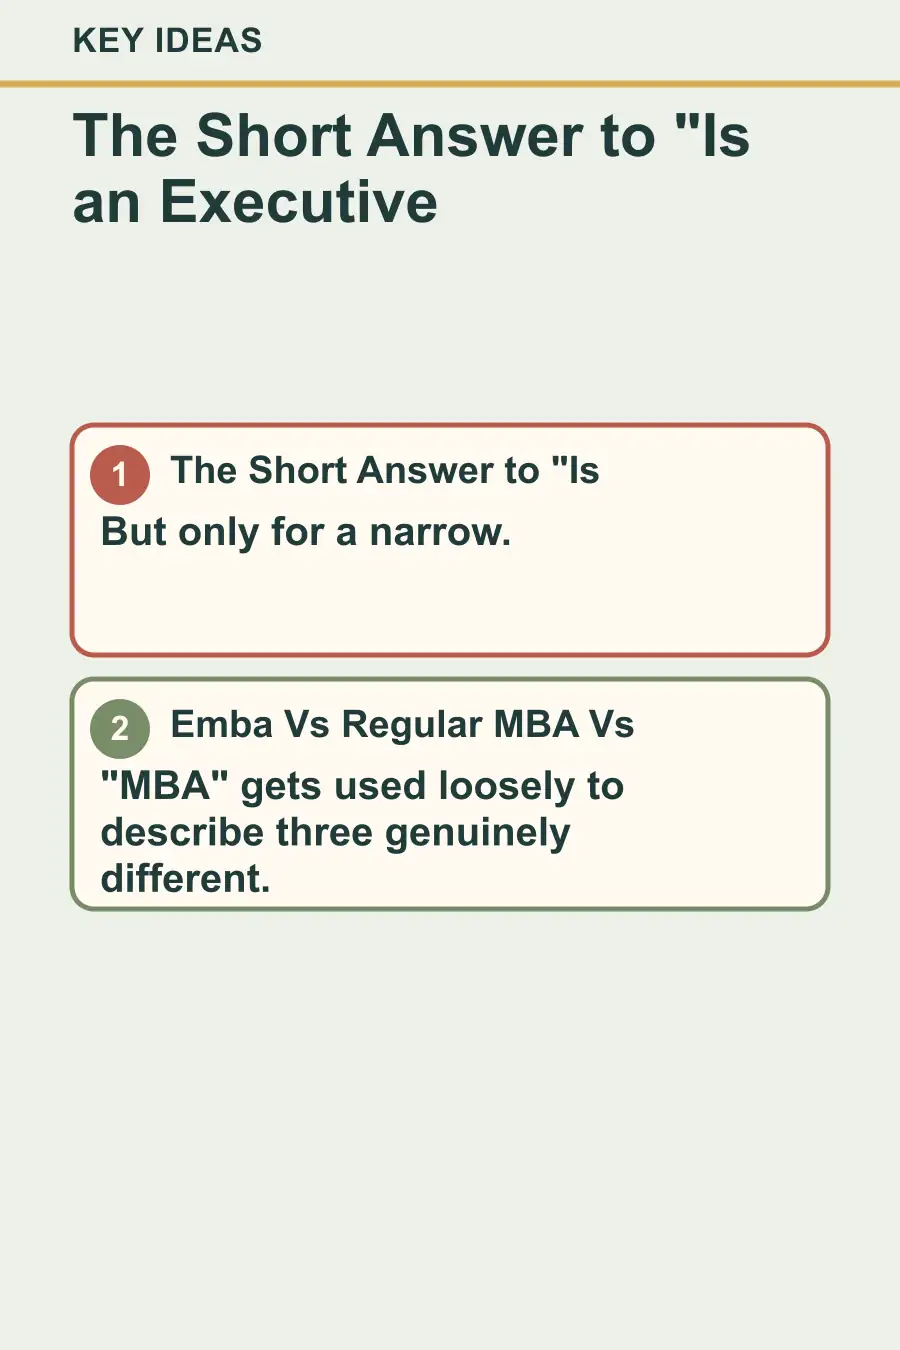 KEY IDEAS
The Short Answer to "Is
an Executive
1 The Short Answer to "Is
But only for a narrow.
2 Emba Vs Regular MBA Vs
"MBA" gets used loosely to
describe three genuinely
different.